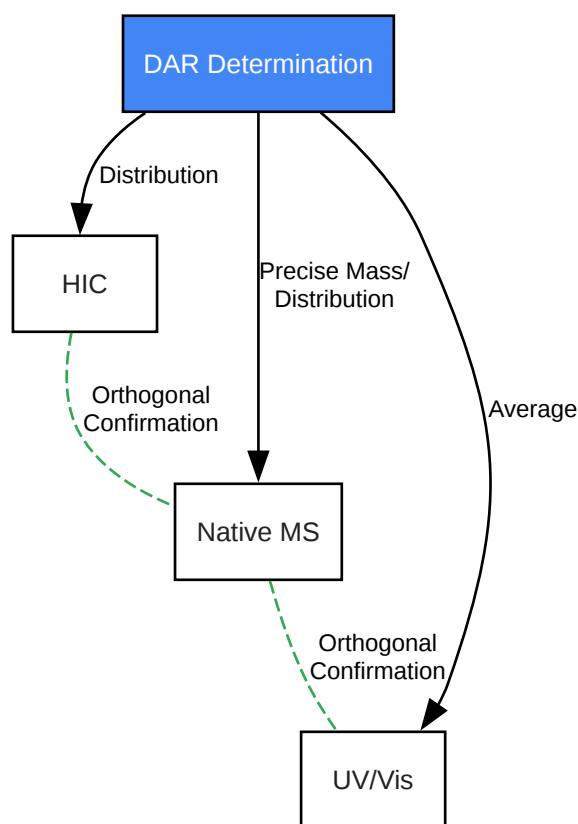 DAR Determination
Distribution
HIC
Precise Mass/
Distribution
Orthogonal
Confirmation
Average
Native MS
Orthogonal
Confirmation
UV/Vis